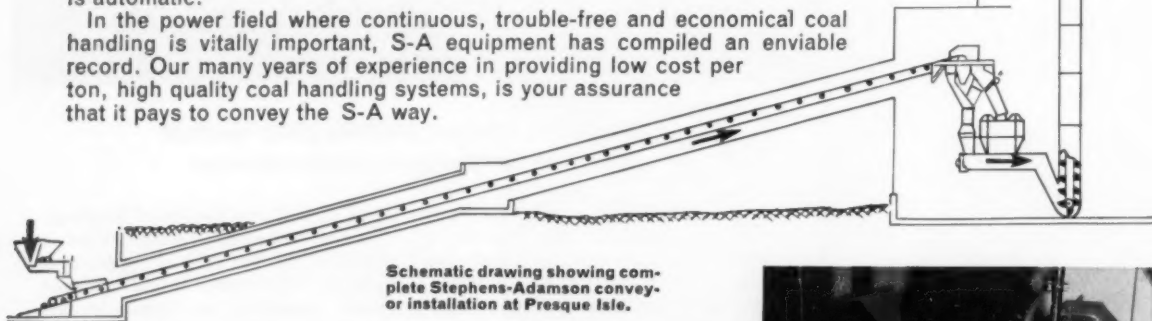 is automatic.
In the power field where continuous, trouble-free and economical coal
handling is vitally important, S-A equipment has compiled an enviable
record. Our many years of experience in providing low cost per
ton, high quality coal handling systems, is your assurance
that it pays to convey the S-A way.
Schematic drawing showing com-
plete Stephens-Adamson convey-
or installation at Presque Isle.